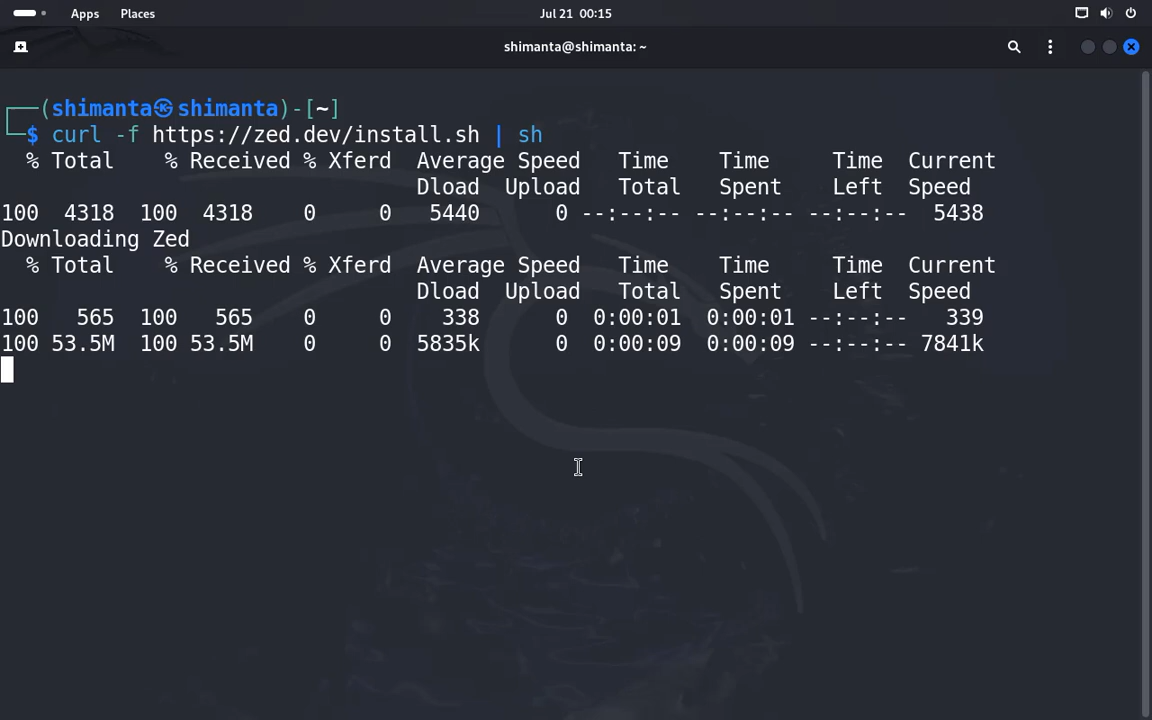 Apps Places Jul 21 00:15
shimanta@shimanta: ~
┌──(shimanta㉿shimanta)-[~]
└─$ curl -f https://zed.dev/install.sh | sh
  % Total    % Received % Xferd  Average Speed   Time    Time     Time  Current
                                 Dload  Upload   Total   Spent    Left  Speed
100  4318  100  4318    0     0   5440      0 --:--:-- --:--:-- --:--:--  5438
Downloading Zed
  % Total    % Received % Xferd  Average Speed   Time    Time     Time  Current
                                 Dload  Upload   Total   Spent    Left  Speed
100   565  100   565    0     0    338      0  0:00:01  0:00:01 --:--:--   339
100 53.5M  100 53.5M    0     0  5835k      0  0:00:09  0:00:09 --:--:-- 7841k